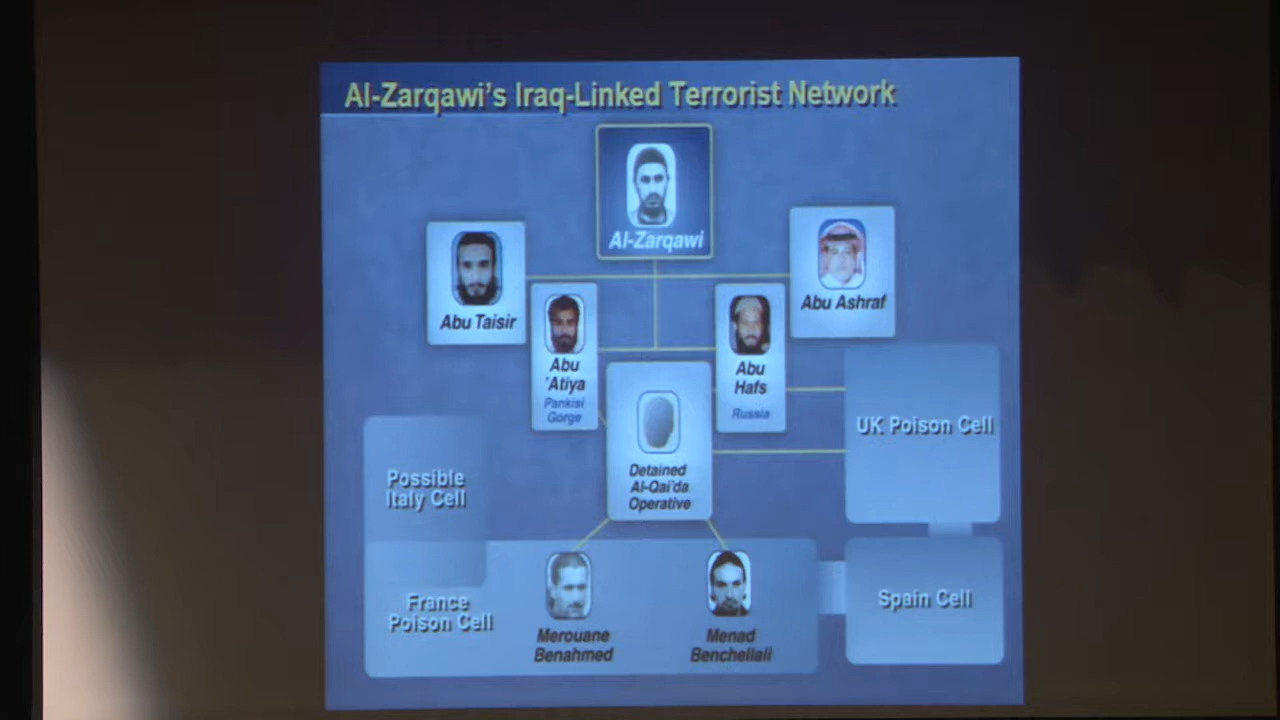 Al-Zarqawi's Iraq-Linked Terrorist Network
Al-Zarqawi
Abu Taisir
Abu Ashraf
Abu
'Atiya
Pankisi
Gorge
Abu
Hafs
Russia
Detained
Al-Qai'da
Operative
UK Poison Cell
Possible
Italy Cell
France
Poison Cell
Merouane
Benahmed
Menad
Benchellali
Spain Cell